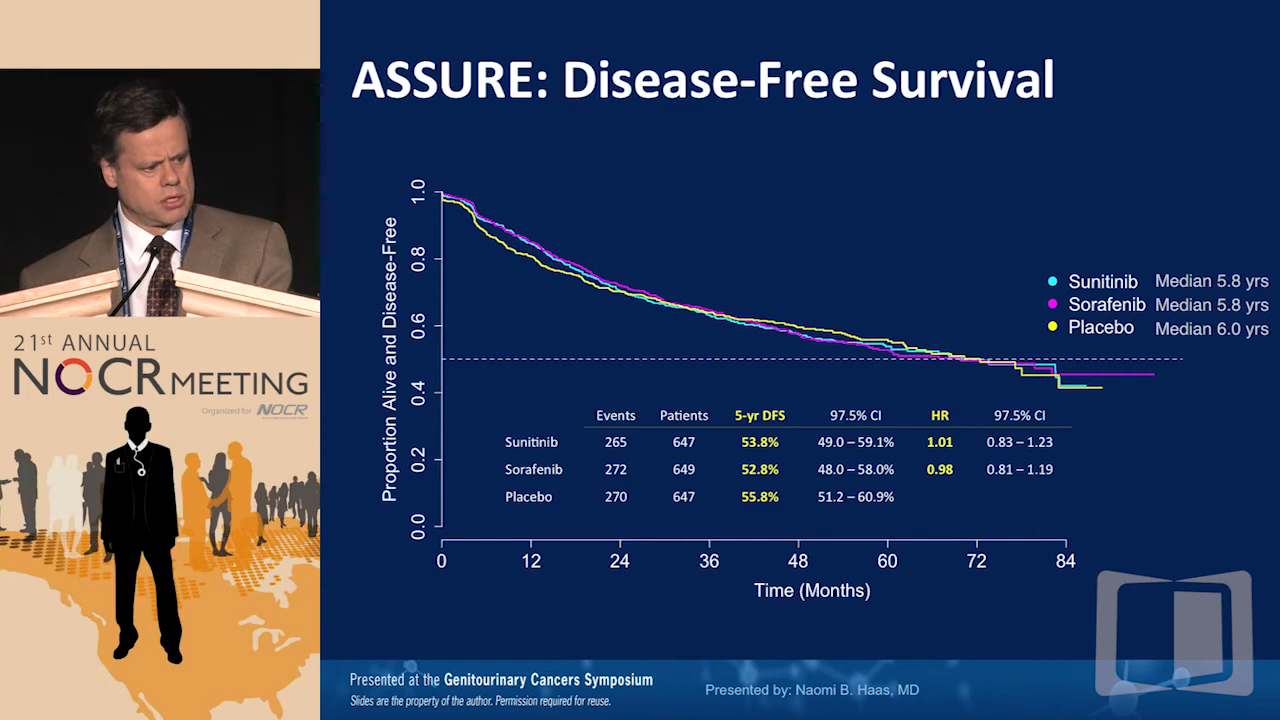 ASSURE: Disease-Free Survival
Proportion Alive and Disease-Free
1.0
0.8
0.6
0.4
0.2
0.0
Sunitinib Median 5.8 yrs
Sorafenib Median 5.8 yrs
Placebo Median 6.0 yrs
Events Patients 5-yr DFS 97.5% CI HR 97.5% CI
Sunitinib 265 647 53.8% 49.0 – 59.1% 1.01 0.83 – 1.23
Sorafenib 272 649 52.8% 48.0 – 58.0% 0.98 0.81 – 1.19
Placebo 270 647 55.8% 51.2 – 60.9%
0 12 24 36 48 60 72 84
Time (Months)
21st ANNUAL
NOCR MEETING
Organized for NOCR
Presented at the Genitourinary Cancers Symposium
Slides are the property of the author. Permission required for reuse.
Presented by: Naomi B. Haas, MD